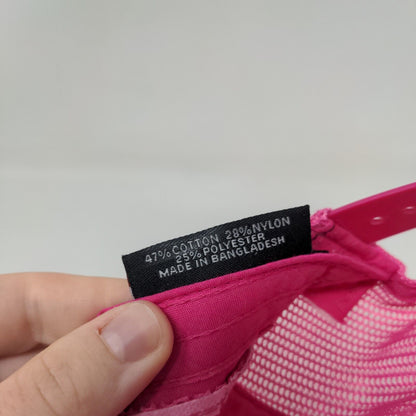 47% COTTON 28% NYLON
25% POLYESTER
MADE IN BANGLADESH